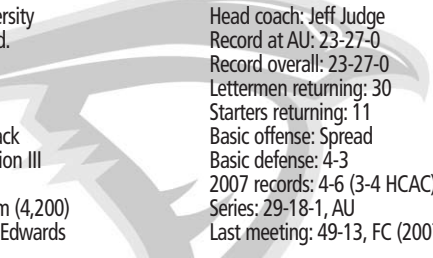 ersity
d.
ack
ion III
m (4,200)
Edwards
Head coach: Jeff Judge
Record at AU: 23-27-0
Record overall: 23-27-0
Lettermen returning: 30
Starters returning: 11
Basic offense: Spread
Basic defense: 4-3
2007 records: 4-6 (3-4 HCAC)
Series: 29-18-1, AU
Last meeting: 49-13, FC (2007